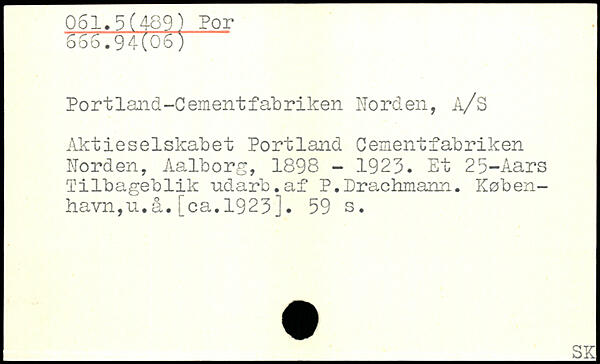 061.5(489) Por
666.94(06)
Portland-Cementfabriken Norden, A/S
Aktieselskabet Portland Cementfabriken
Norden, Aalborg, 1898 - 1923. Et 25-Aars
Tilbageblik udarb.af P.Drachmann. Køben-
havn,u.å.[ca.1923]. 59 s.
SK